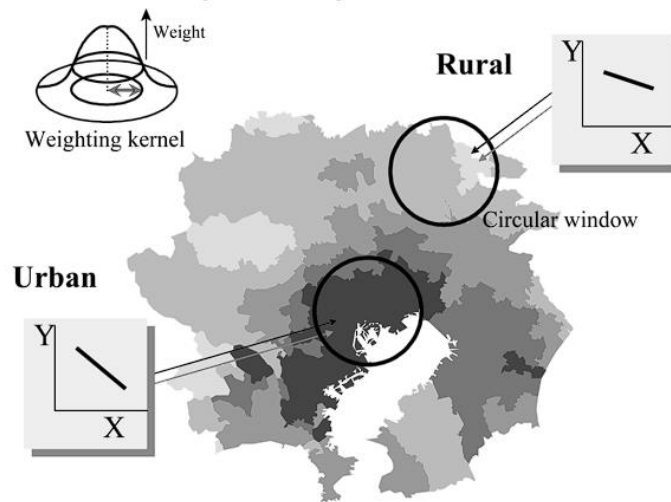 Weight
Weighting kernel
Rural
Y
X
Circular window
Urban
Y
X